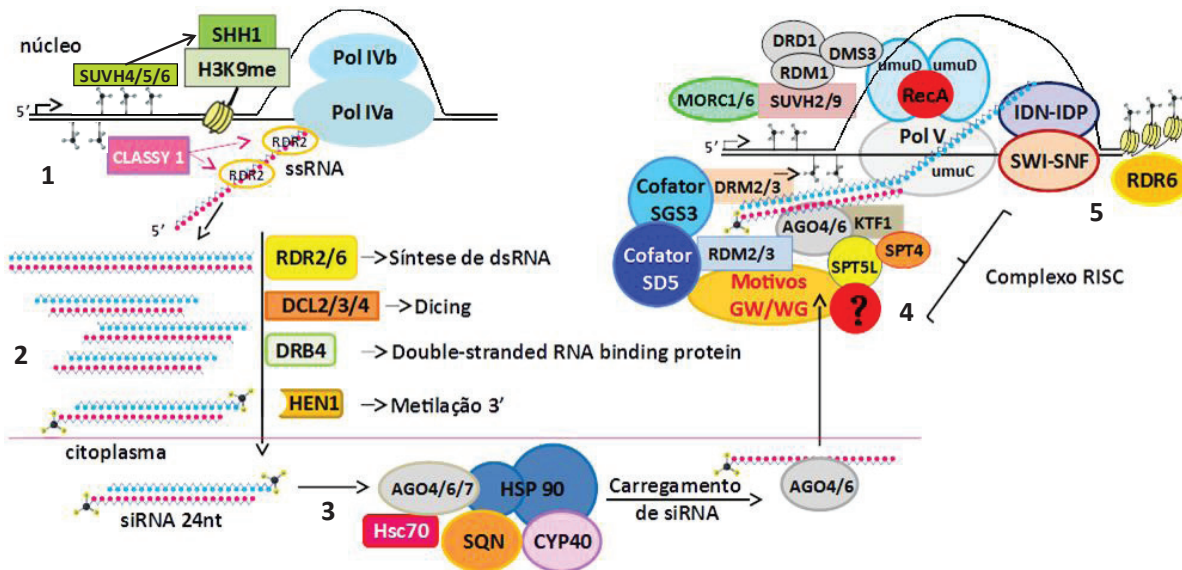 núcleo
SHH1
SUVH4/5/6
H3K9me
Pol IVb
Pol IVa
5'
CLASSY 1
RDR2
RDR2
ssRNA
1
5'
RDR2/6
Síntese de dsRNA
DCL2/3/4
Dicing
2
DRB4
Double-stranded RNA binding protein
HEN1
Metilação 3’
citoplasma
siRNA 24nt
3
AGO4/6/7
HSP 90
Hsc70
SQN
CYP40
Carregamento
de siRNA
AGO4/6
DRD1
DMS3
RDM1
umuD
umuD
MORC1/6
SUVH2/9
RecA
IDN-IDP
Pol V
5'
umuC
SWI-SNF
RDR6
5
Cofator
SGS3
DRM2/3
AGO4/6
KTF1
Cofator
SD5
RDM2/3
SPT5L
SPT4
Motivos
GW/WG
?
4
Complexo RISC